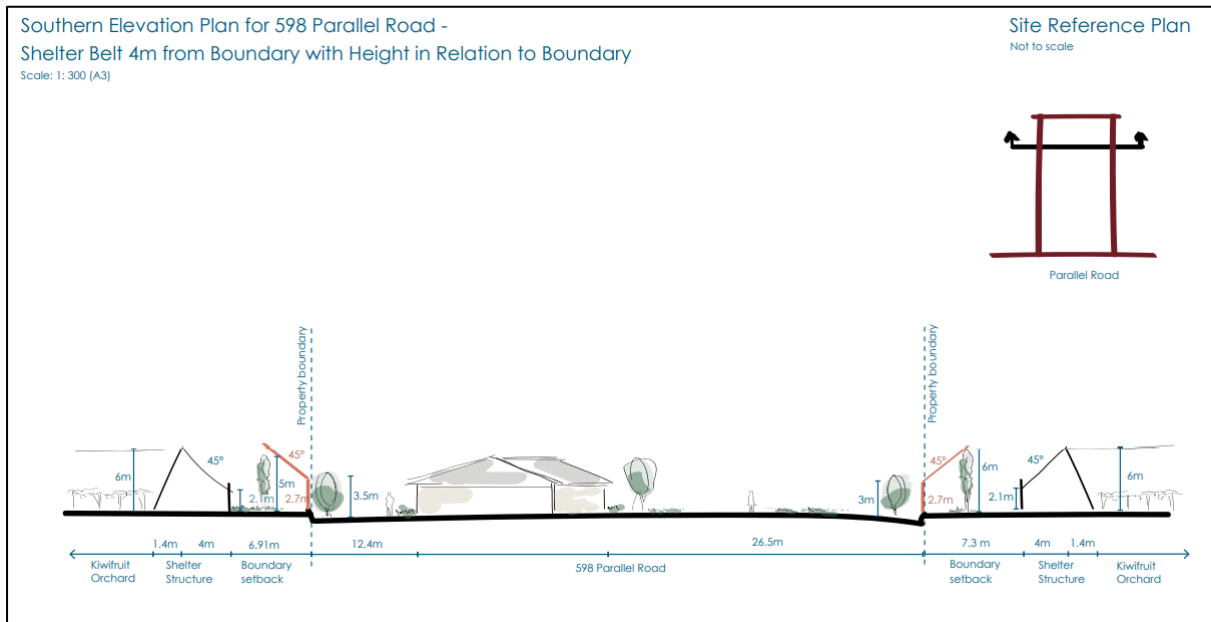 Southern Elevation Plan for 598 Parallel Road -
Shelter Belt 4m from Boundary with Height in Relation to Boundary
Scale: 1: 300 (A3)
Site Reference Plan
Not to scale
Parallel Road
Property boundary
Property boundary
6m
45°
45°
5m
2.1m
2.7m
3.5m
3m
45°
2.7m
6m
2.1m
45°
6m
1.4m
4m
6.91m
12.4m
26.5m
7.3 m
4m
1.4m
Kiwifruit
Orchard
Shelter
Structure
Boundary
setback
598 Parallel Road
Boundary
setback
Shelter
Structure
Kiwifruit
Orchard